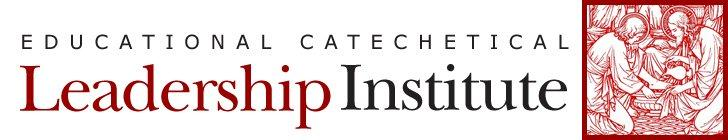 EDUCATIONAL CATECHETICAL
Leadership Institute